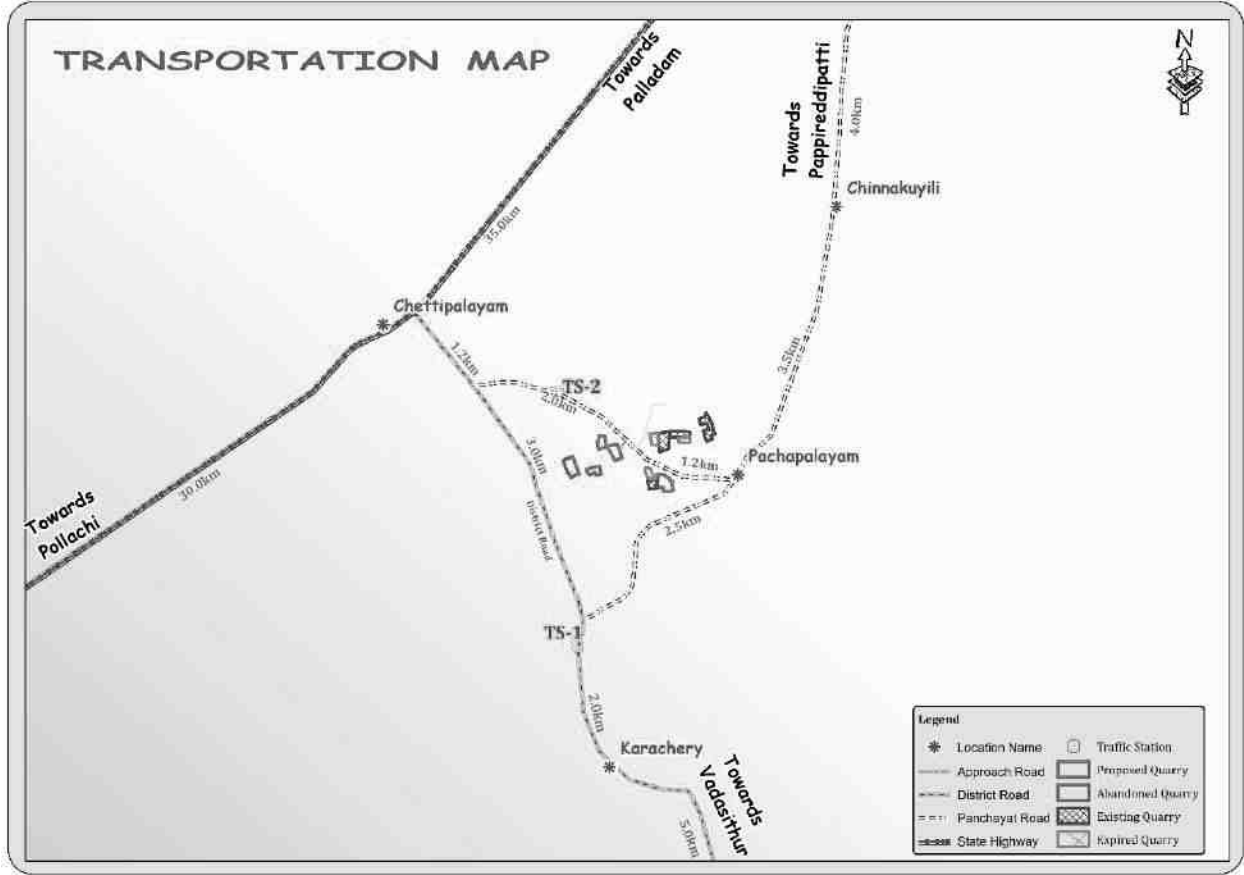 TRANSPORTATION MAP
N
Towards
Palladam
Towards
Pappireddipatti
4.0km
Chinnakuyili
35.0km
Chettipalayam
1.2km
3.5km
TS-2
2.0km
3.0km
1.2km
Pachapalayam
30.0km
Towards
Pollachi
District Road
2.5km
TS-1
2.0km
Karachery
Towards
Vadasithur
5.0km
Legend
Location Name
Traffic Station
Approach Road
Proposed Quarry
District Road
Abandoned Quarry
Panchayat Road
Existing Quarry
State Highway
Expired Quarry